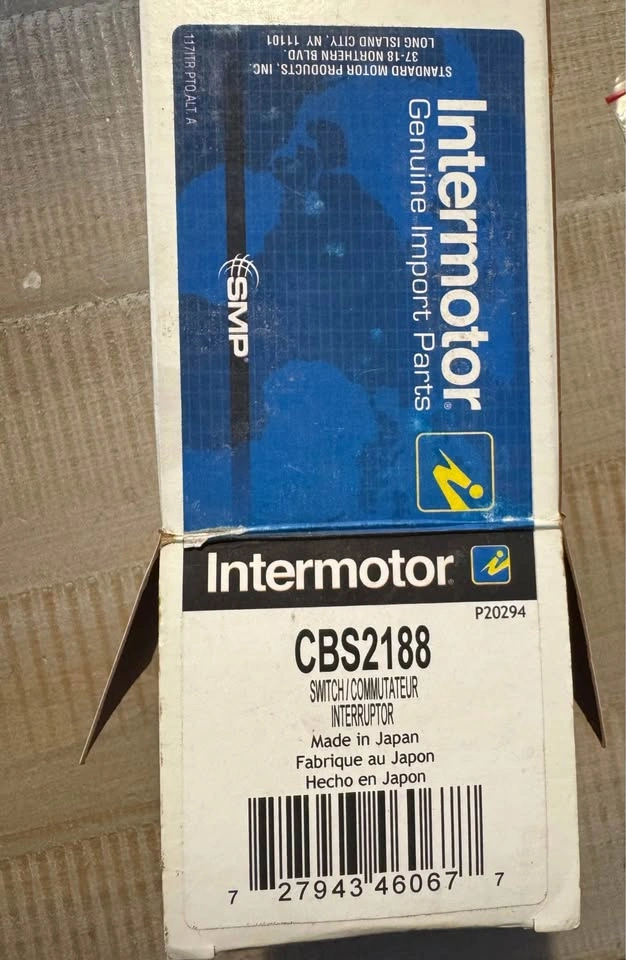 117/ITR PTO ALT. A
STANDARD MOTOR PRODUCTS, INC.
37-18 NORTHERN BLVD.
LONG ISLAND CITY, NY 11101
Intermotor®
Genuine Import Parts
SMP®
Intermotor®
P20294
CBS2188
SWITCH/COMMUTATEUR
INTERRUPTOR
Made in Japan
Fabrique au Japon
Hecho en Japon
7 27943 46067 7